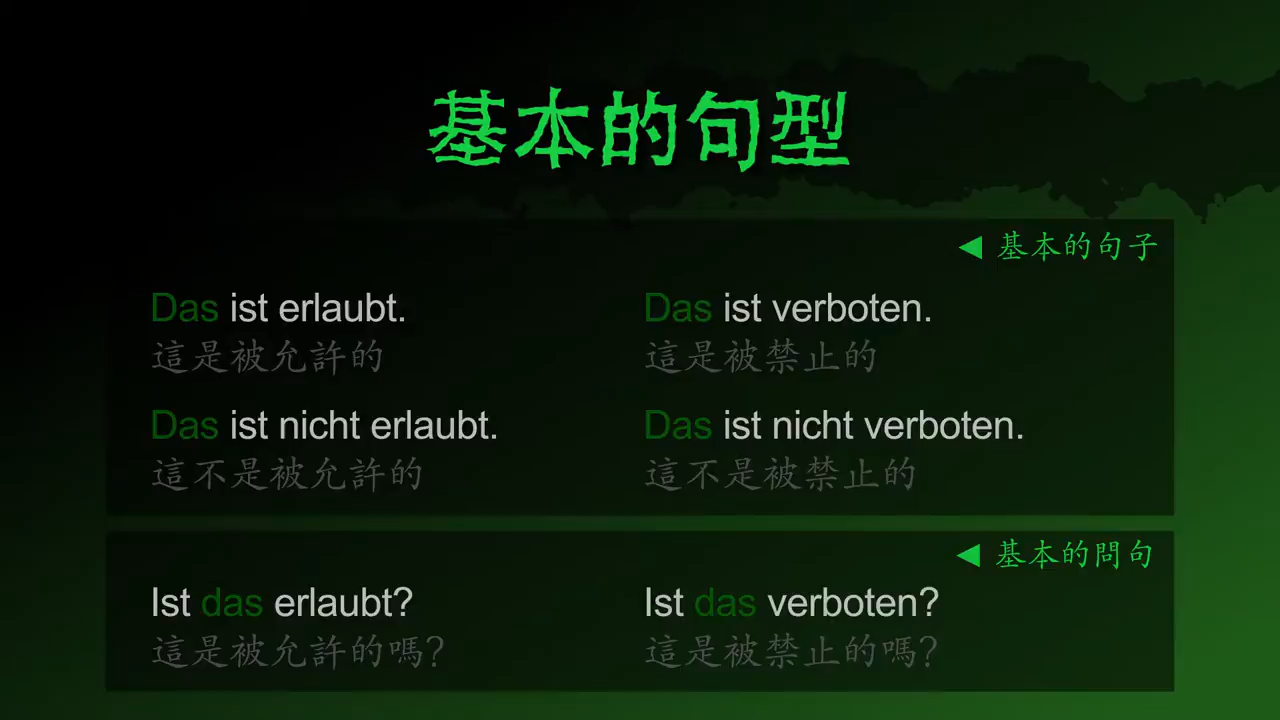 基本的句型
◀ 基本的句子
Das ist erlaubt.
這是被允許的
Das ist verboten.
這是被禁止的
Das ist nicht erlaubt.
這不是被允許的
Das ist nicht verboten.
這不是被禁止的
◀ 基本的問句
Ist das erlaubt?
這是被允許的嗎?
Ist das verboten?
這是被禁止的嗎?